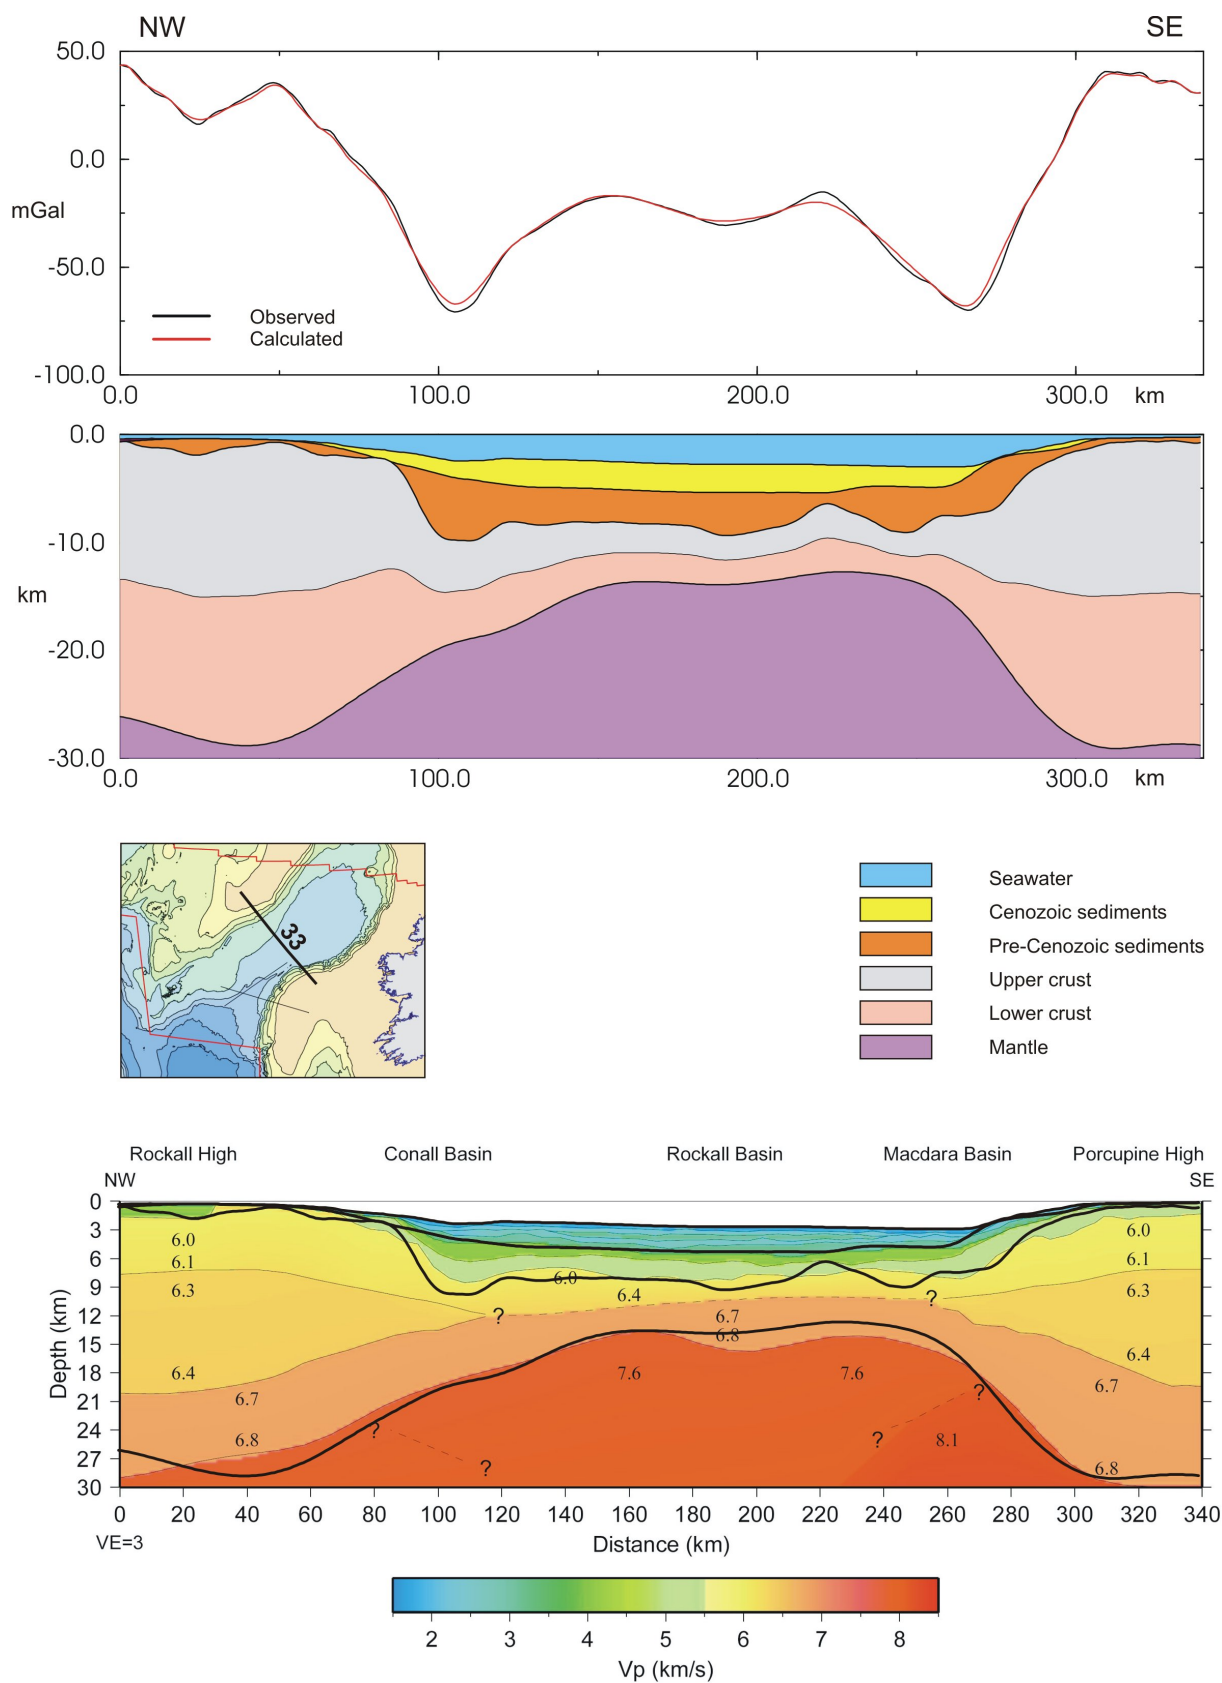 NW SE
50.0
0.0
mGal
-50.0
-100.0
Observed
Calculated
0.0 100.0 200.0 300.0 km
0.0
-10.0
km
-20.0
-30.0
0.0 100.0 200.0 300.0 km
33
Seawater
Cenozoic sediments
Pre-Cenozoic sediments
Upper crust
Lower crust
Mantle
Rockall High Conall Basin Rockall Basin Macdara Basin Porcupine High
NW SE
0
3
6
9
12
15
18
21
24
27
30
Depth (km)
6.0 6.0
6.1 6.1
6.0
6.3 6.4 ? 6.3
? 6.7
6.8 6.4
6.4 7.6 7.6 6.7
6.7 ?
? ? 6.8 8.1
? 6.8
0 20 40 60 80 100 120 140 160 180 200 220 240 260 280 300 320 340
VE=3 Distance (km)
2 3 4 5 6 7 8
Vp (km/s)